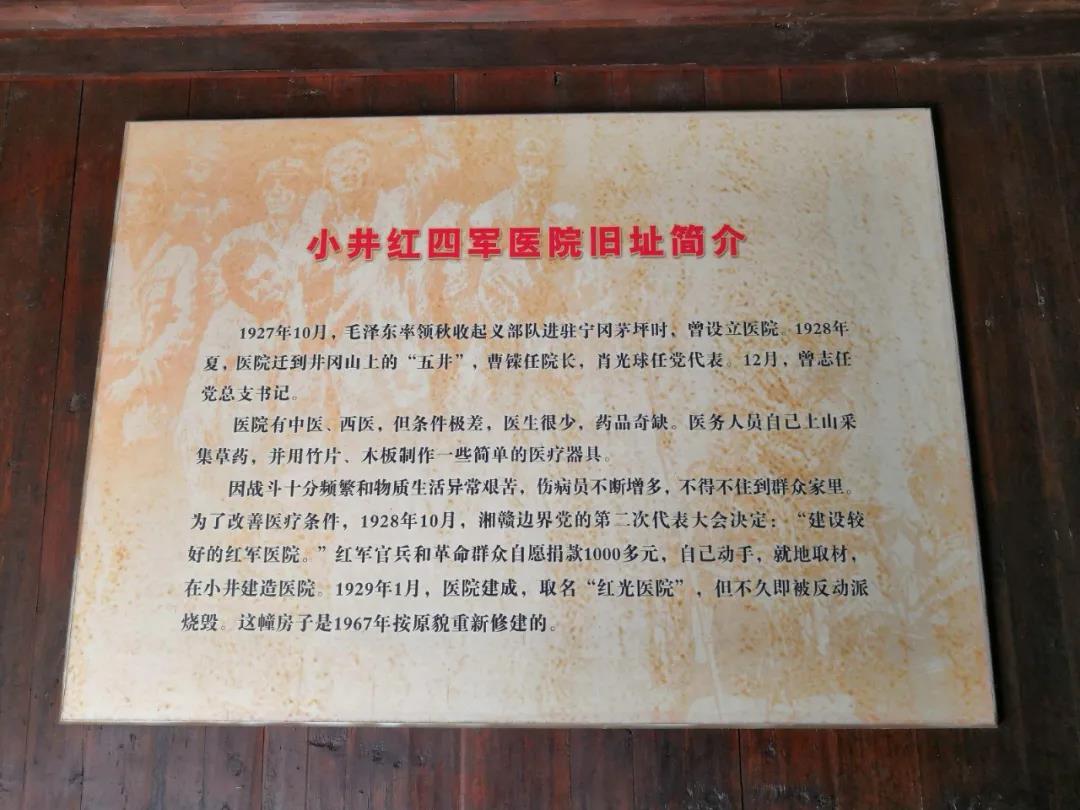 小井红四军医院旧址简介
1927年10月，毛泽东率领秋收起义部队进驻宁冈茅坪时，曾设立医院。1928年
夏，医院迁到井冈山上的“五井”，曹镁任院长，肖光球任党代表。12月，曾志任
党总支书记。
医院有中医、西医，但条件极差，医生很少，药品奇缺。医务人员自己上山采
集草药，并用竹片、木板制作一些简单的医疗器具。
因战斗十分频繁和物质生活异常艰苦，伤病员不断增多，不得不住到群众家里。
为了改善医疗条件，1928年10月，湘赣边界党的第二次代表大会决定：“建设较
好的红军医院。”红军官兵和革命群众自愿捐款1000多元，自己动手，就地取材，
在小井建造医院。1929年1月，医院建成，取名“红光医院”，但不久即被反动派
烧毁。这幢房子是1967年按原貌重新修建的。